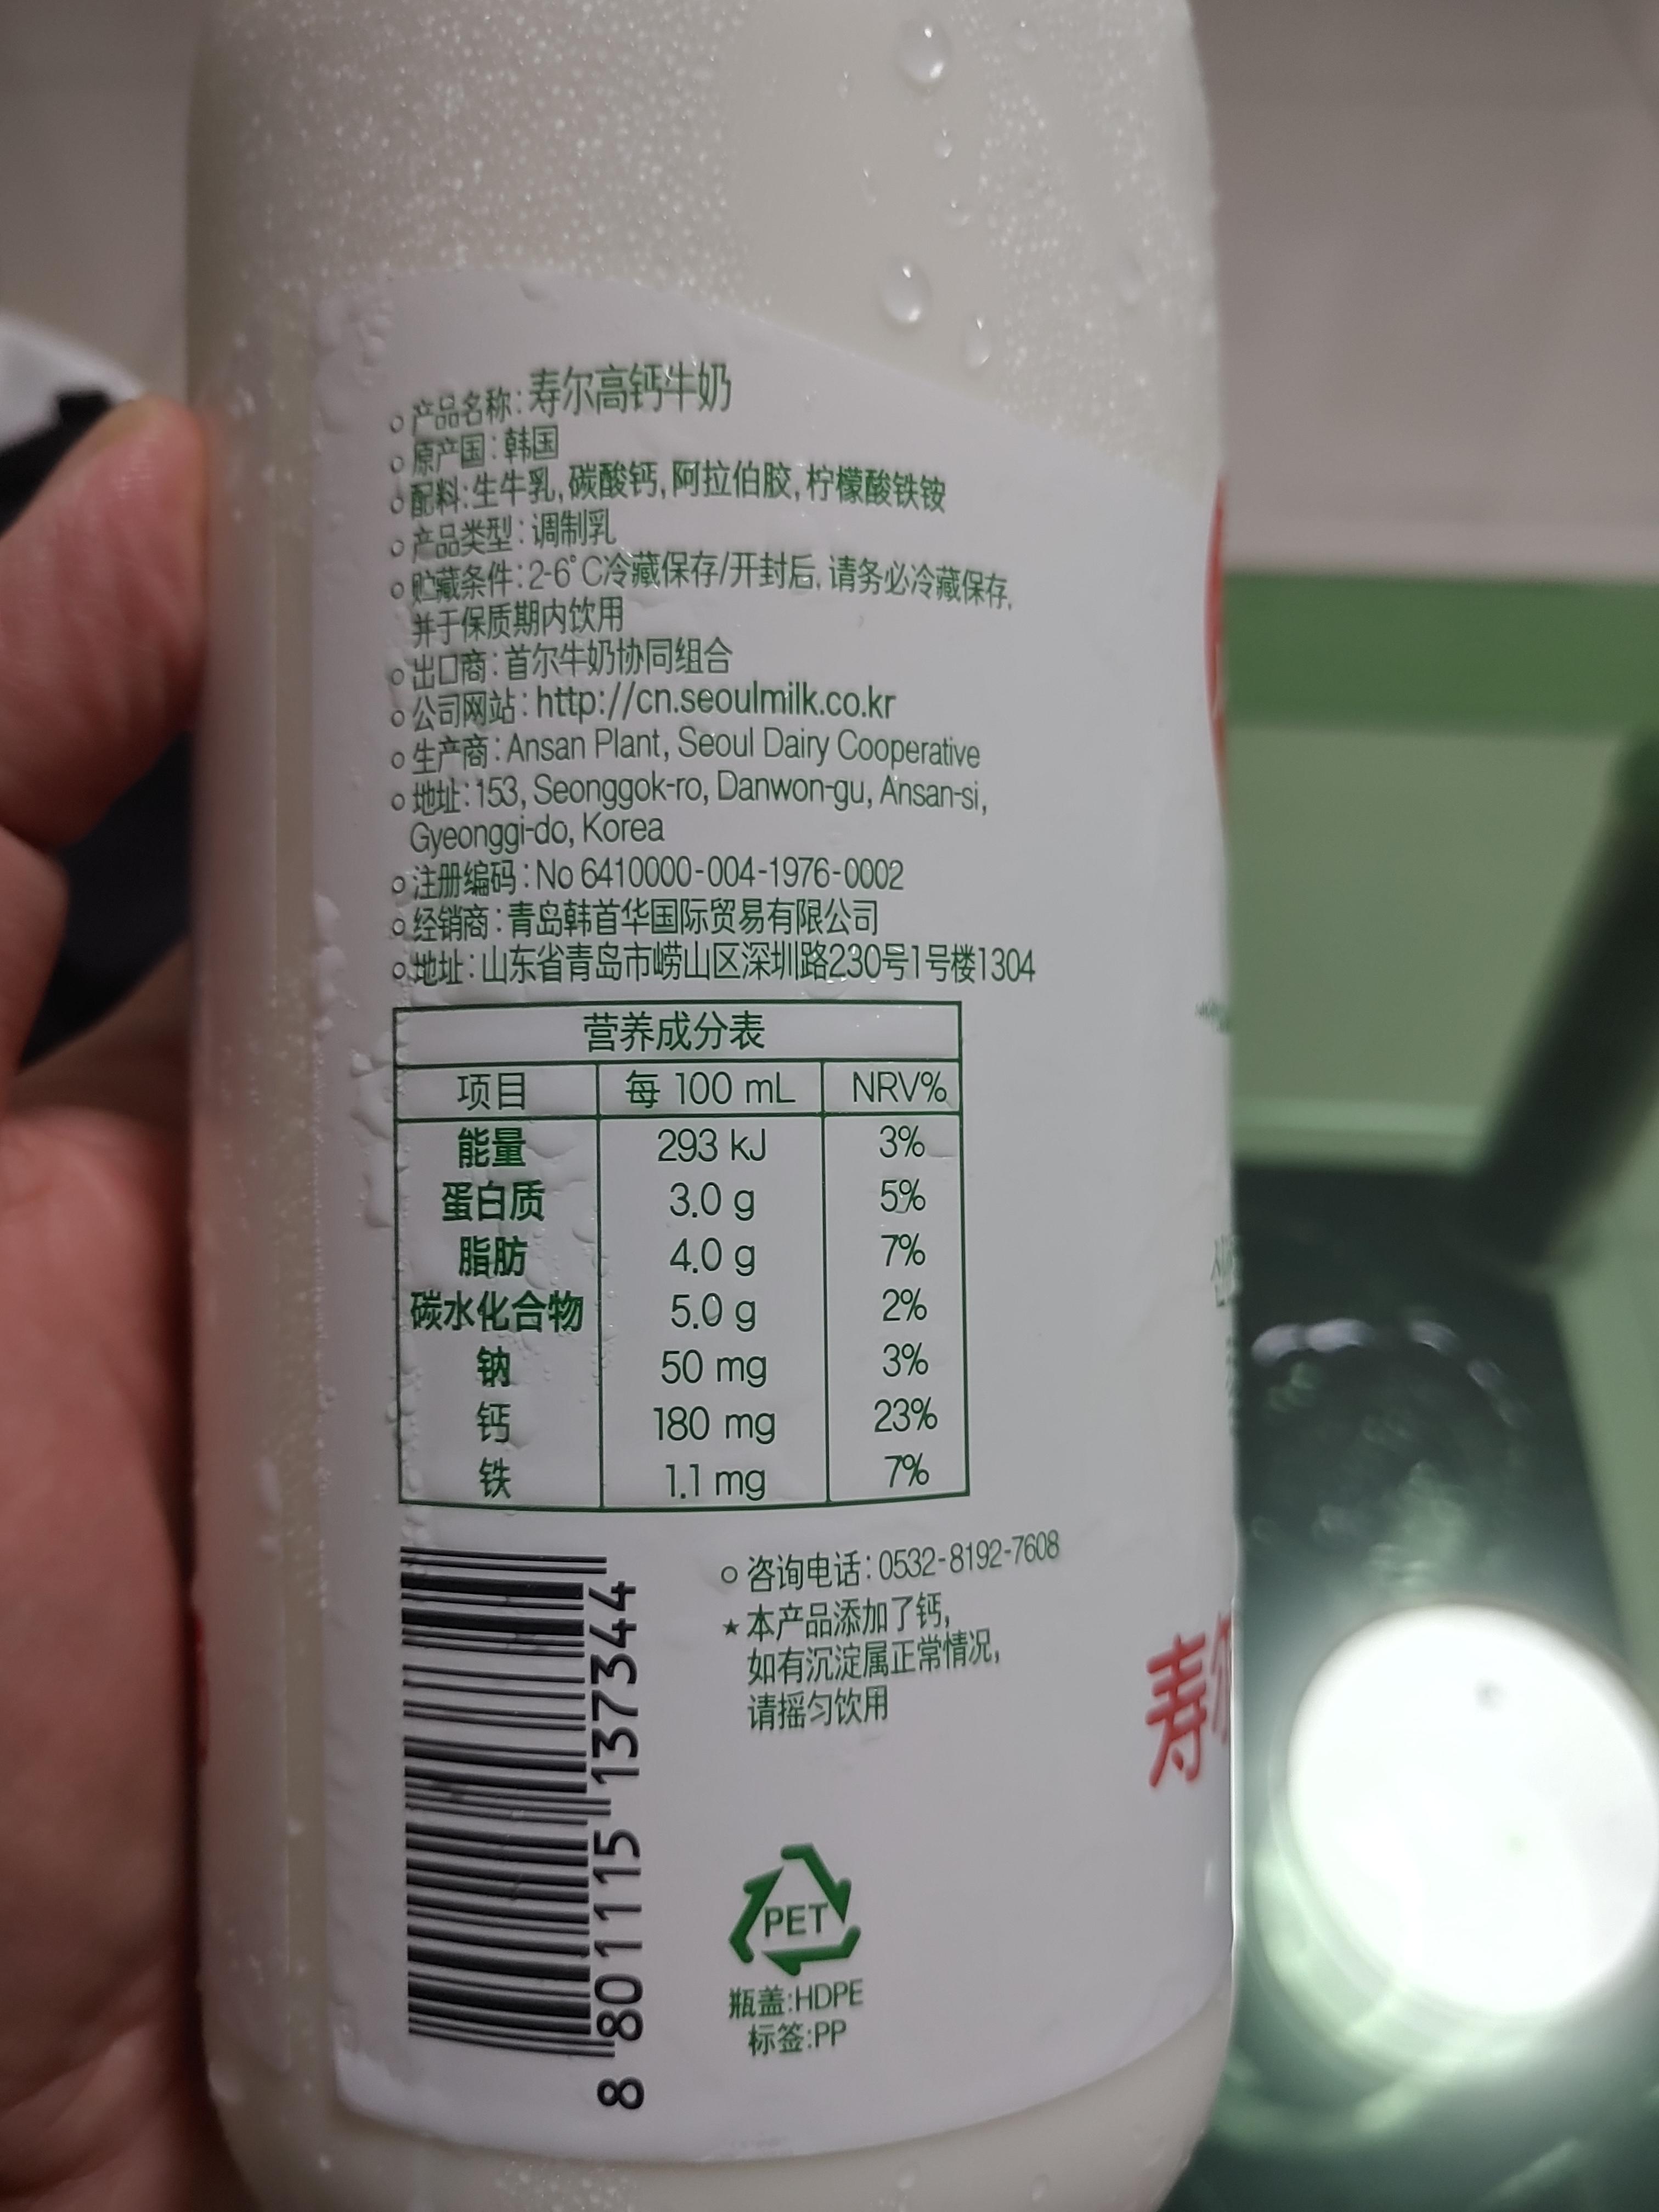 ○ 产品名称: 寿尔高钙牛奶
○ 原产国: 韩国
○ 配料: 生牛乳, 碳酸钙, 阿拉伯胶, 柠檬酸铁铵
○ 产品类型: 调制乳
○ 贮藏条件: 2-6°C冷藏保存/开封后, 请务必冷藏保存,
并于保质期内饮用
○ 出口商: 首尔牛奶协同组合
○ 公司网站: http://cn.seoulmilk.co.kr
○ 生产商: Ansan Plant, Seoul Dairy Cooperative
○ 地址: 153, Seonggok-ro, Danwon-gu, Ansan-si,
Gyeonggi-do, Korea
○ 注册编码: No 6410000-004-1976-0002
○ 经销商: 青岛韩首华国际贸易有限公司
○ 地址: 山东省青岛市崂山区深圳路230号1号楼1304
营养成分表
项目 每 100 mL NRV%
能量 293 kJ 3%
蛋白质 3.0 g 5%
脂肪 4.0 g 7%
碳水化合物 5.0 g 2%
钠 50 mg 3%
钙 180 mg 23%
铁 1.1 mg 7%
○ 咨询电话: 0532-8192-7608
★ 本产品添加了钙,
如有沉淀属正常情况,
请摇匀饮用
8 801115 137344
PET
瓶盖:HDPE
标签:PP
寿尔